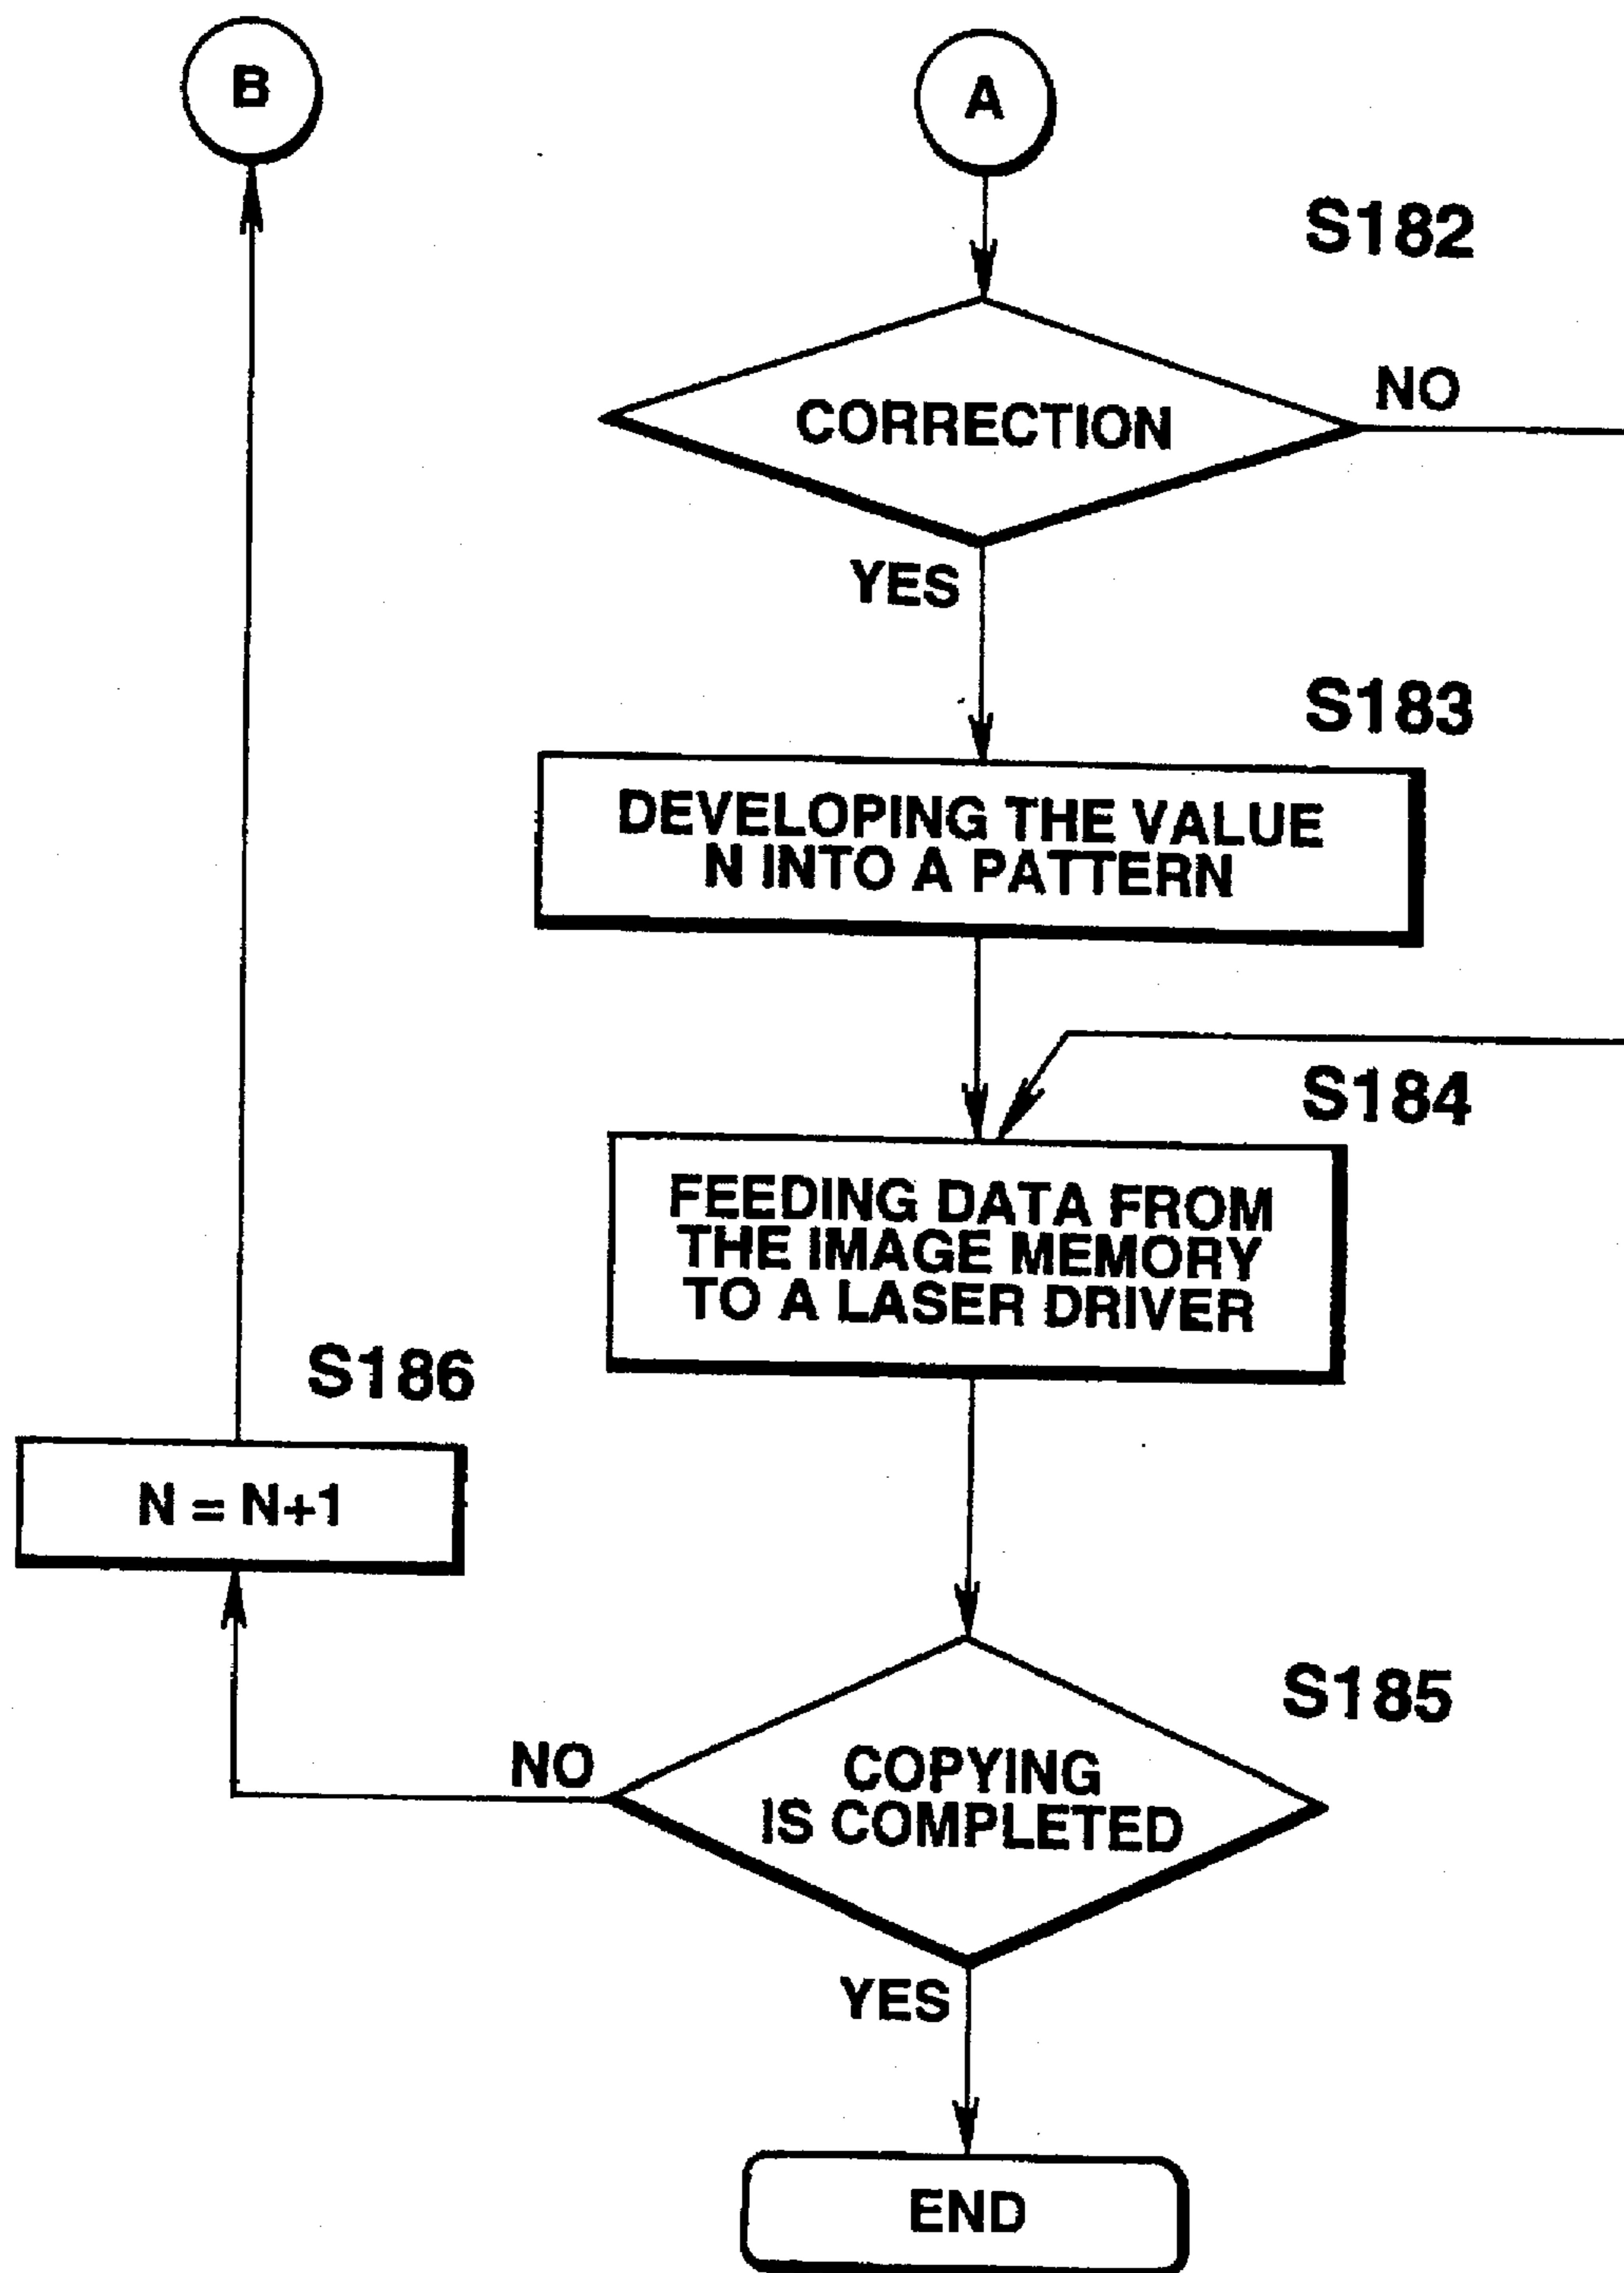 B
A
S182
CORRECTION
NO
YES
S183
DEVELOPING THE VALUE
N INTO A PATTERN
S184
FEEDING DATA FROM
THE IMAGE MEMORY
TO A LASER DRIVER
S186
N = N+1
S185
NO
COPYING
IS COMPLETED
YES
END